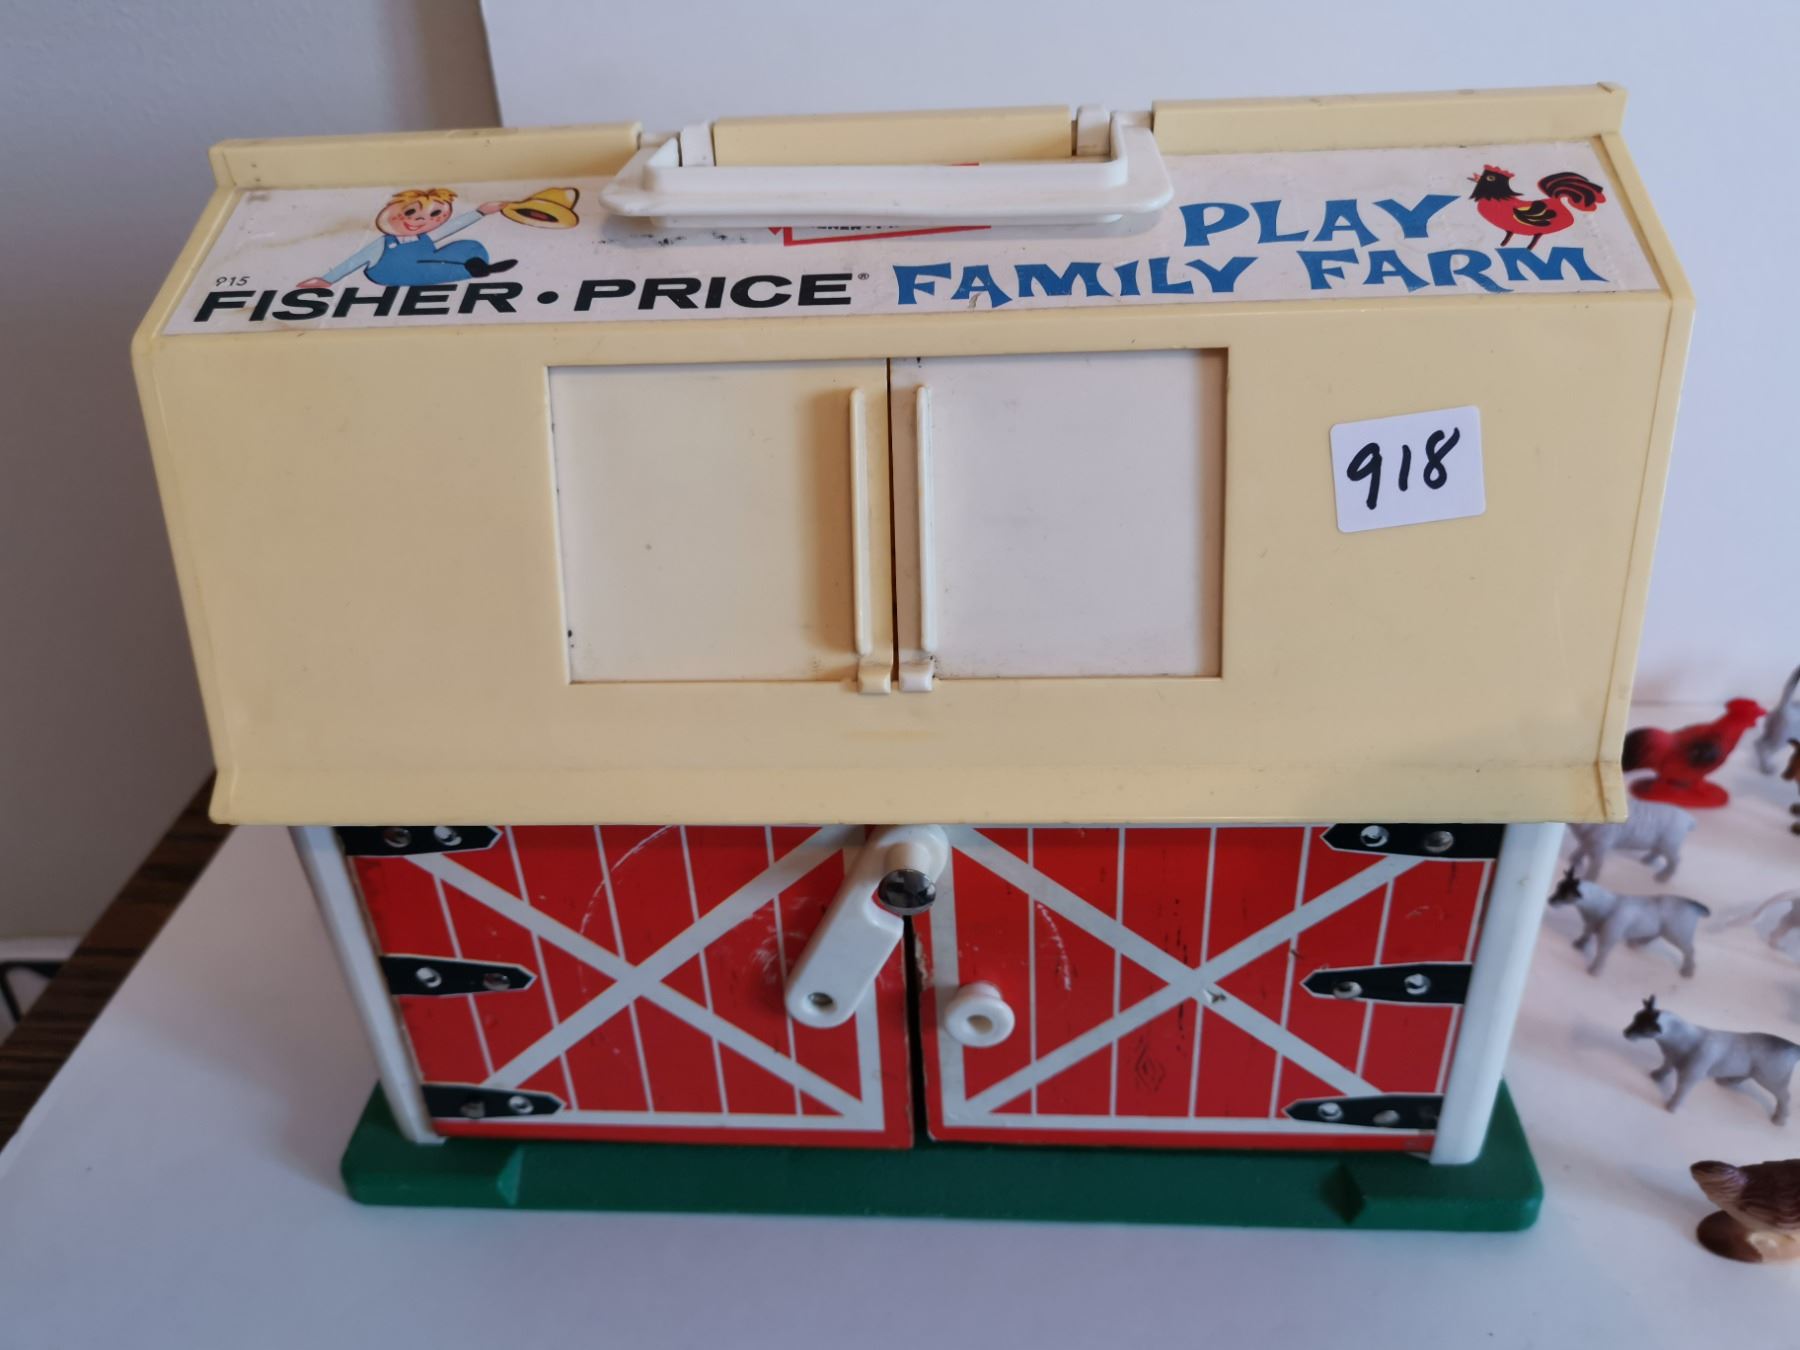 PLAY
915
FISHER • PRICE® FAMILY FARM
918